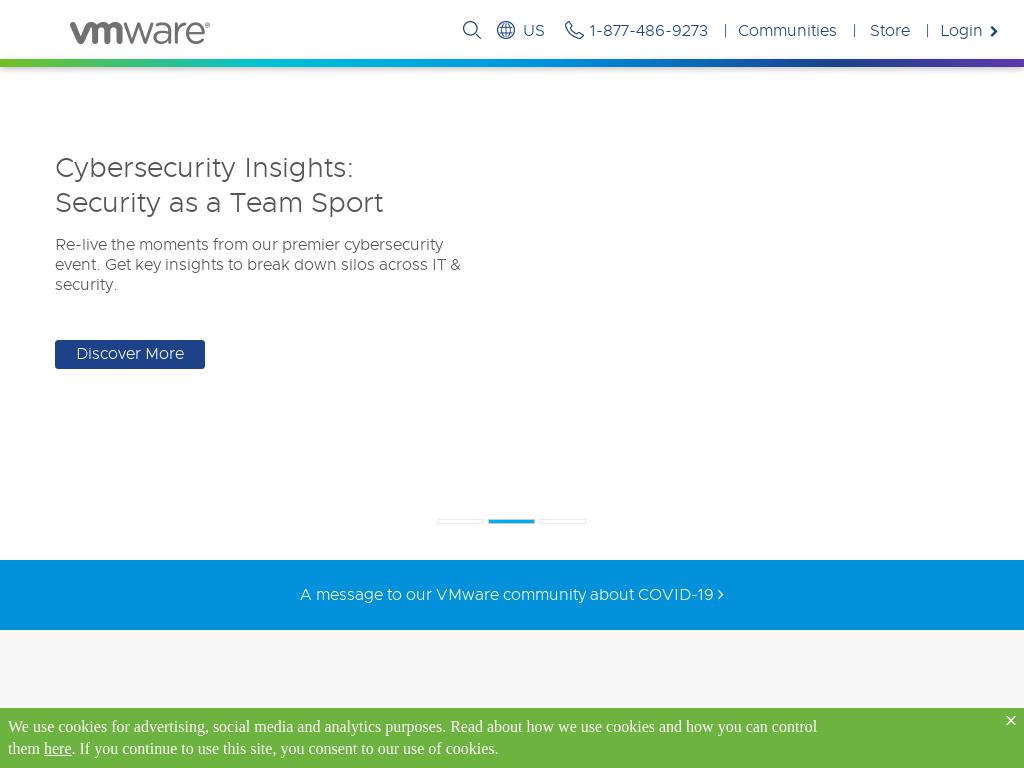 vmware®
US
1-877-486-9273
| Communities
| Store
| Login
Cybersecurity Insights:
Security as a Team Sport
Re-live the moments from our premier cybersecurity
event. Get key insights to break down silos across IT &
security.
Discover More
A message to our VMware community about COVID-19
We use cookies for advertising, social media and analytics purposes. Read about how we use cookies and how you can control
them here. If you continue to use this site, you consent to our use of cookies.